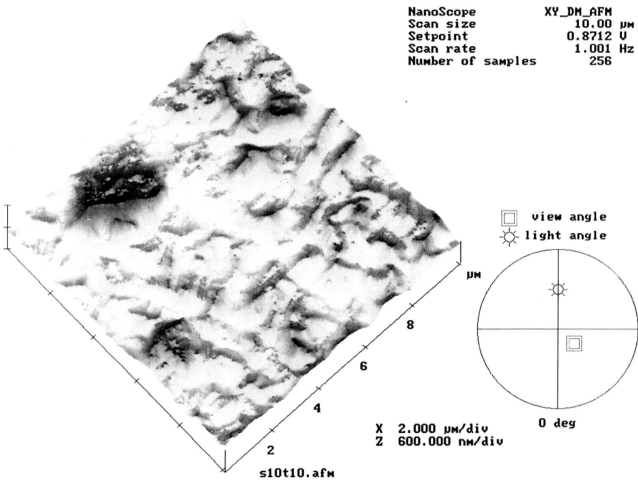 NanoScope XY_DM_AFM
Scan size 10.00 µm
Setpoint 0.8712 V
Scan rate 1.001 Hz
Number of samples 256
view angle
light angle
µm
8
6
4
2
X 2.000 µm/div
Z 600.000 nm/div
0 deg
s10t10.afm